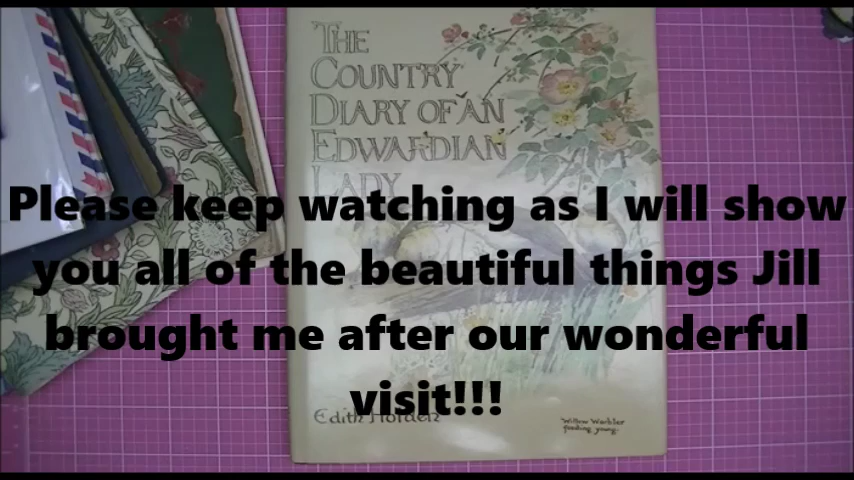 THE
COUNTRY
DIARY OF AN
EDWARDIAN
LADY
Please keep watching as I will show
you all of the beautiful things Jill
brought me after our wonderful
visit!!!
Edith Holden
Willow Warbler
feeding young.